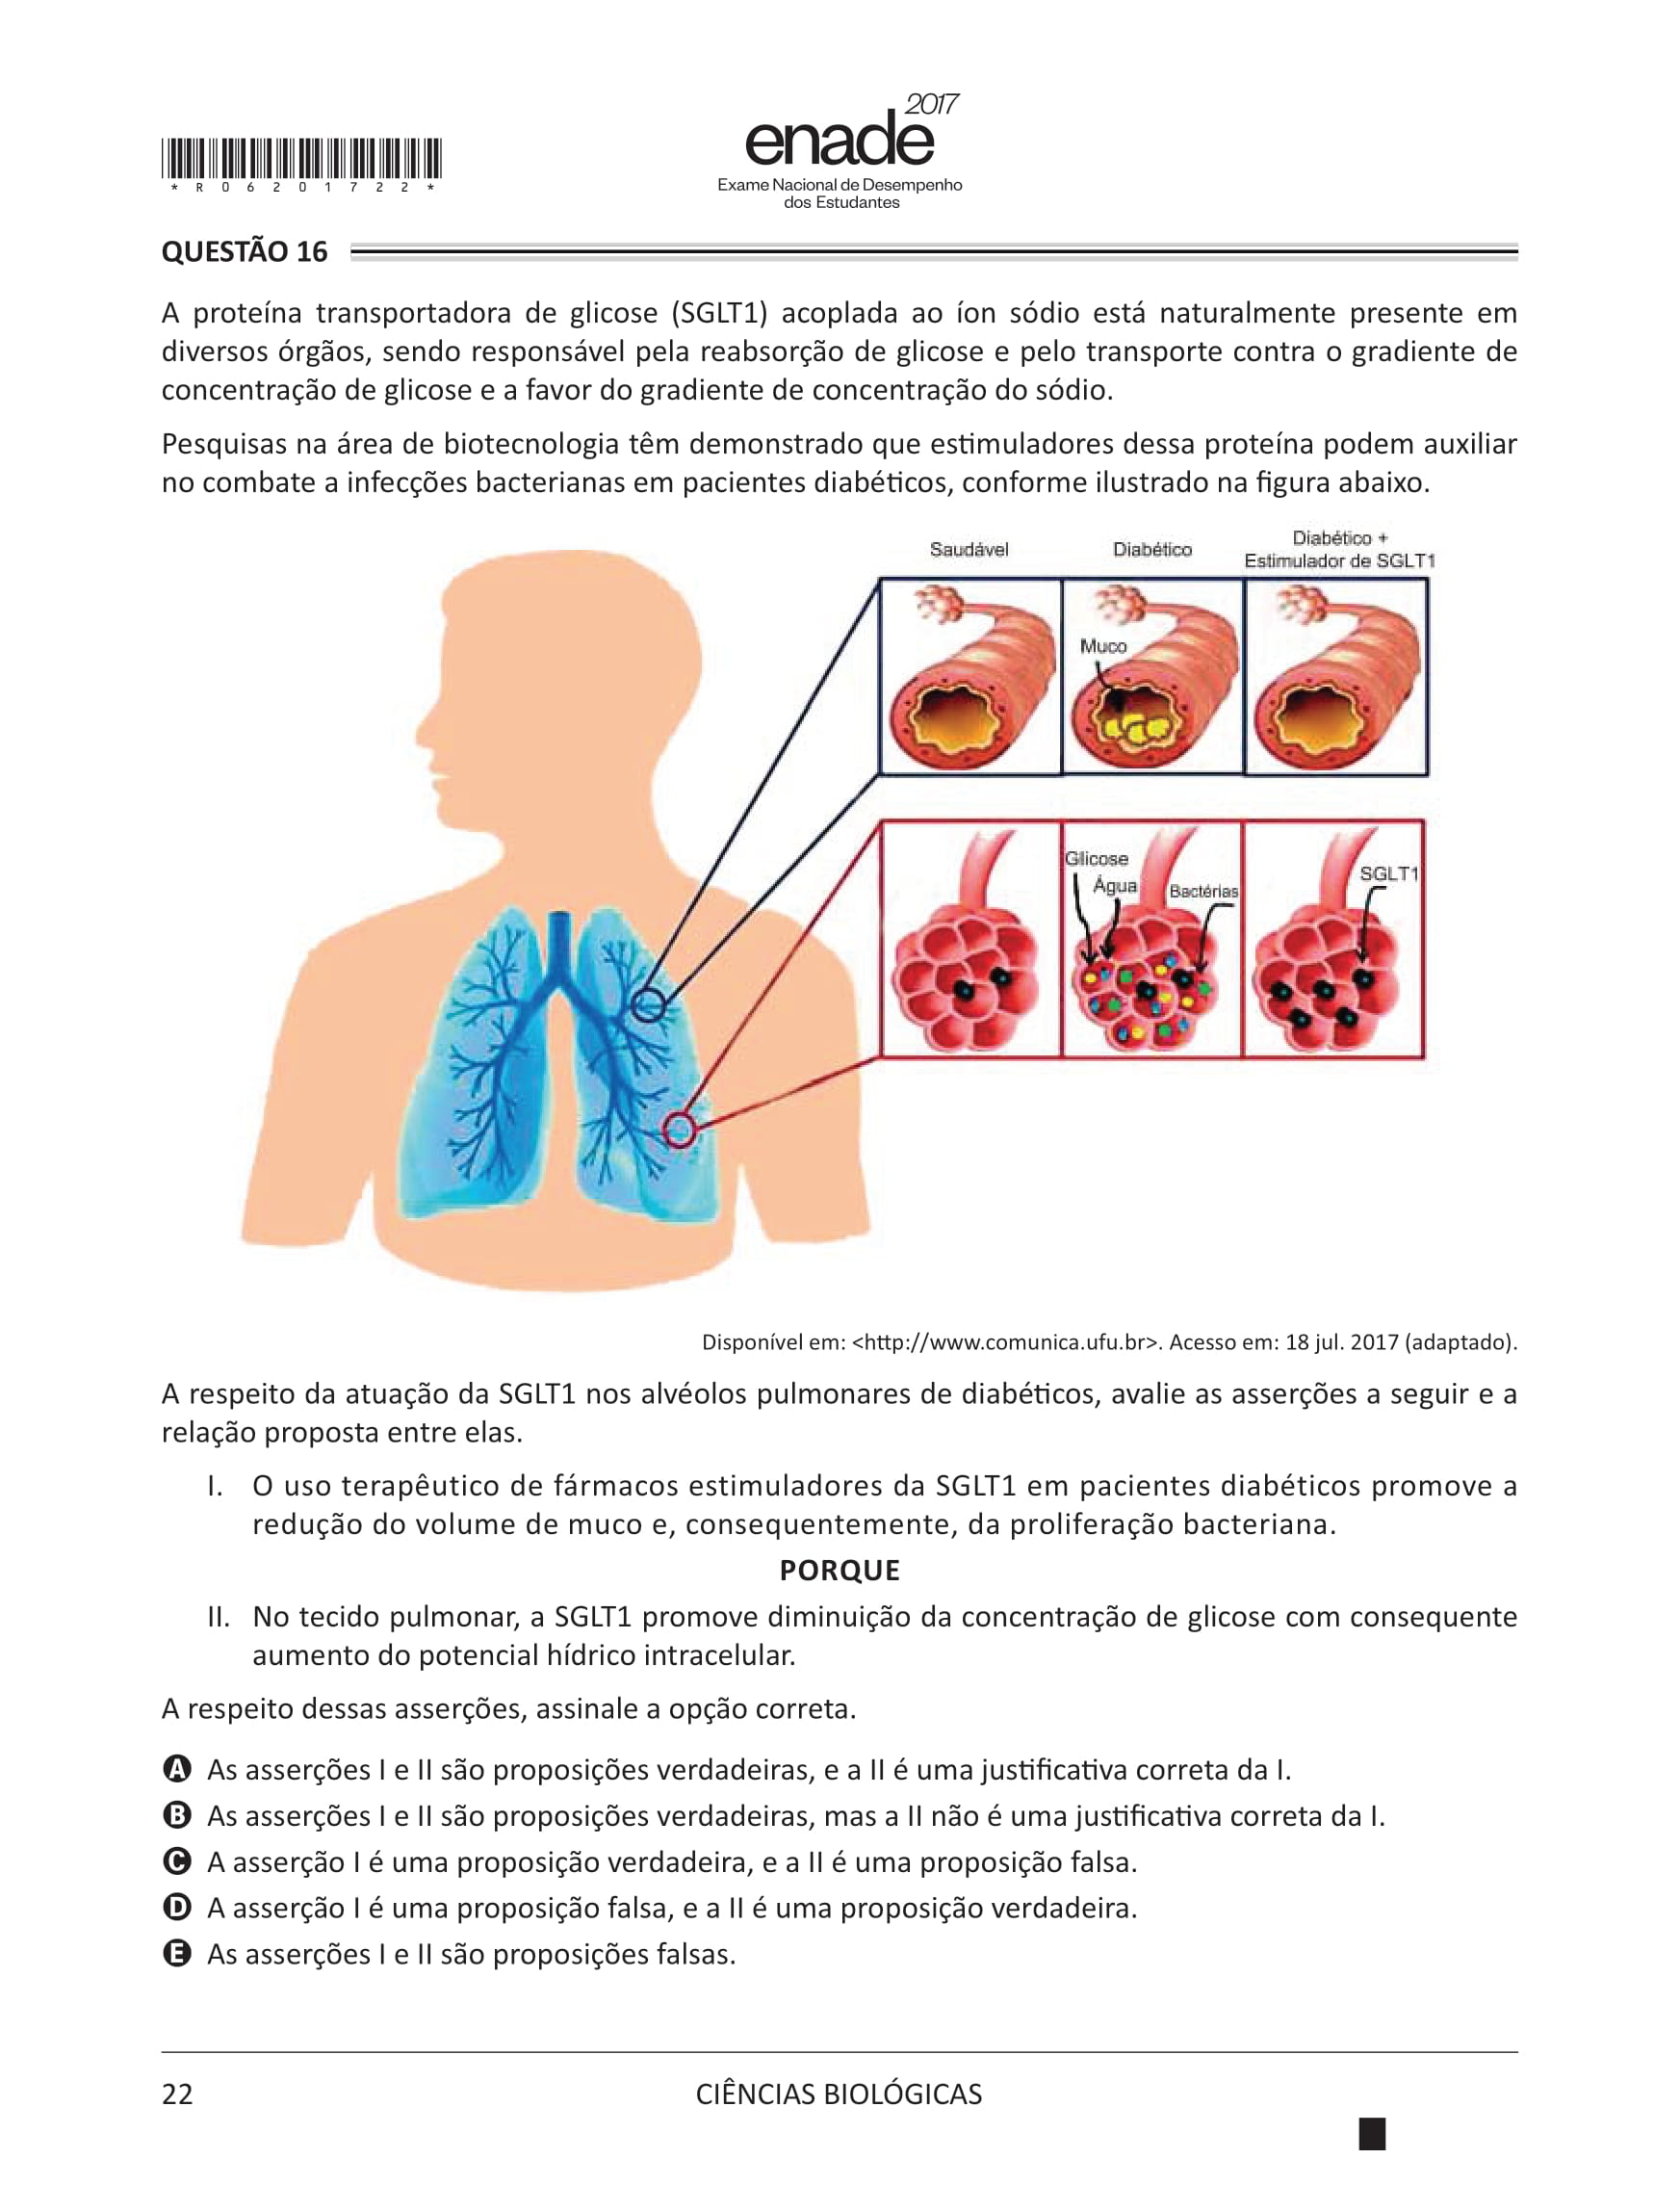 2017
enade
Exame Nacional de Desempenho
dos Estudantes
* R 0 6 2 0 1 7 2 2 *
QUESTÃO 16
A proteína transportadora de glicose (SGLT1) acoplada ao íon sódio está naturalmente presente em
diversos órgãos, sendo responsável pela reabsorção de glicose e pelo transporte contra o gradiente de
concentração de glicose e a favor do gradiente de concentração do sódio.
Pesquisas na área de biotecnologia têm demonstrado que estimuladores dessa proteína podem auxiliar
no combate a infecções bacterianas em pacientes diabéticos, conforme ilustrado na figura abaixo.
Saudável
Diabético
Diabético +
Estimulador de SGLT1
Muco
Glicose
Água
Bactérias
SGLT1
Disponível em: <http://www.comunica.ufu.br>. Acesso em: 18 jul. 2017 (adaptado).
A respeito da atuação da SGLT1 nos alvéolos pulmonares de diabéticos, avalie as asserções a seguir e a
relação proposta entre elas.
I. O uso terapêutico de fármacos estimuladores da SGLT1 em pacientes diabéticos promove a
redução do volume de muco e, consequentemente, da proliferação bacteriana.
PORQUE
II. No tecido pulmonar, a SGLT1 promove diminuição da concentração de glicose com consequente
aumento do potencial hídrico intracelular.
A respeito dessas asserções, assinale a opção correta.
A As asserções I e II são proposições verdadeiras, e a II é uma justificativa correta da I.
B As asserções I e II são proposições verdadeiras, mas a II não é uma justificativa correta da I.
C A asserção I é uma proposição verdadeira, e a II é uma proposição falsa.
D A asserção I é uma proposição falsa, e a II é uma proposição verdadeira.
E As asserções I e II são proposições falsas.
22
CIÊNCIAS BIOLÓGICAS